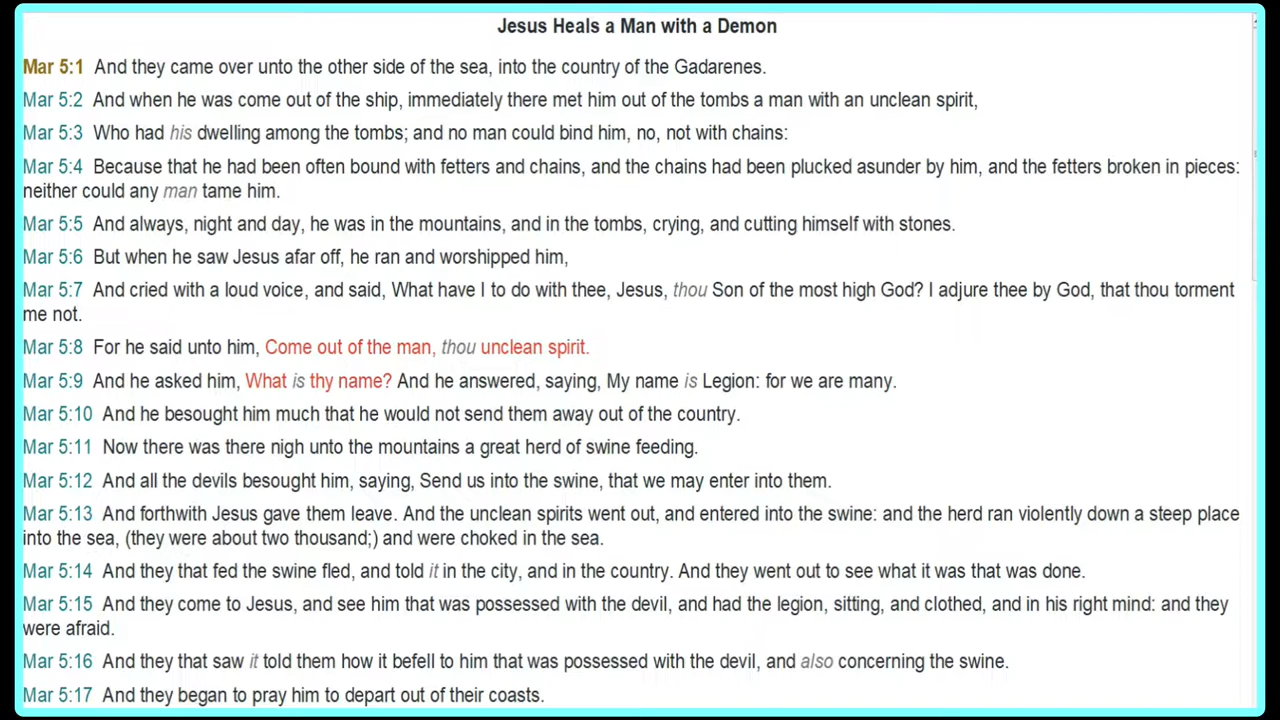 Jesus Heals a Man with a Demon
Mar 5:1 And they came over unto the other side of the sea, into the country of the Gadarenes.
Mar 5:2 And when he was come out of the ship, immediately there met him out of the tombs a man with an unclean spirit,
Mar 5:3 Who had his dwelling among the tombs; and no man could bind him, no, not with chains:
Mar 5:4 Because that he had been often bound with fetters and chains, and the chains had been plucked asunder by him, and the fetters broken in pieces:
neither could any man tame him.
Mar 5:5 And always, night and day, he was in the mountains, and in the tombs, crying, and cutting himself with stones.
Mar 5:6 But when he saw Jesus afar off, he ran and worshipped him,
Mar 5:7 And cried with a loud voice, and said, What have I to do with thee, Jesus, thou Son of the most high God? I adjure thee by God, that thou torment
me not.
Mar 5:8 For he said unto him, Come out of the man, thou unclean spirit.
Mar 5:9 And he asked him, What is thy name? And he answered, saying, My name is Legion: for we are many.
Mar 5:10 And he besought him much that he would not send them away out of the country.
Mar 5:11 Now there was there nigh unto the mountains a great herd of swine feeding.
Mar 5:12 And all the devils besought him, saying, Send us into the swine, that we may enter into them.
Mar 5:13 And forthwith Jesus gave them leave. And the unclean spirits went out, and entered into the swine: and the herd ran violently down a steep place
into the sea, (they were about two thousand;) and were choked in the sea.
Mar 5:14 And they that fed the swine fled, and told it in the city, and in the country. And they went out to see what it was that was done.
Mar 5:15 And they come to Jesus, and see him that was possessed with the devil, and had the legion, sitting, and clothed, and in his right mind: and they
were afraid.
Mar 5:16 And they that saw it told them how it befell to him that was possessed with the devil, and also concerning the swine.
Mar 5:17 And they began to pray him to depart out of their coasts.